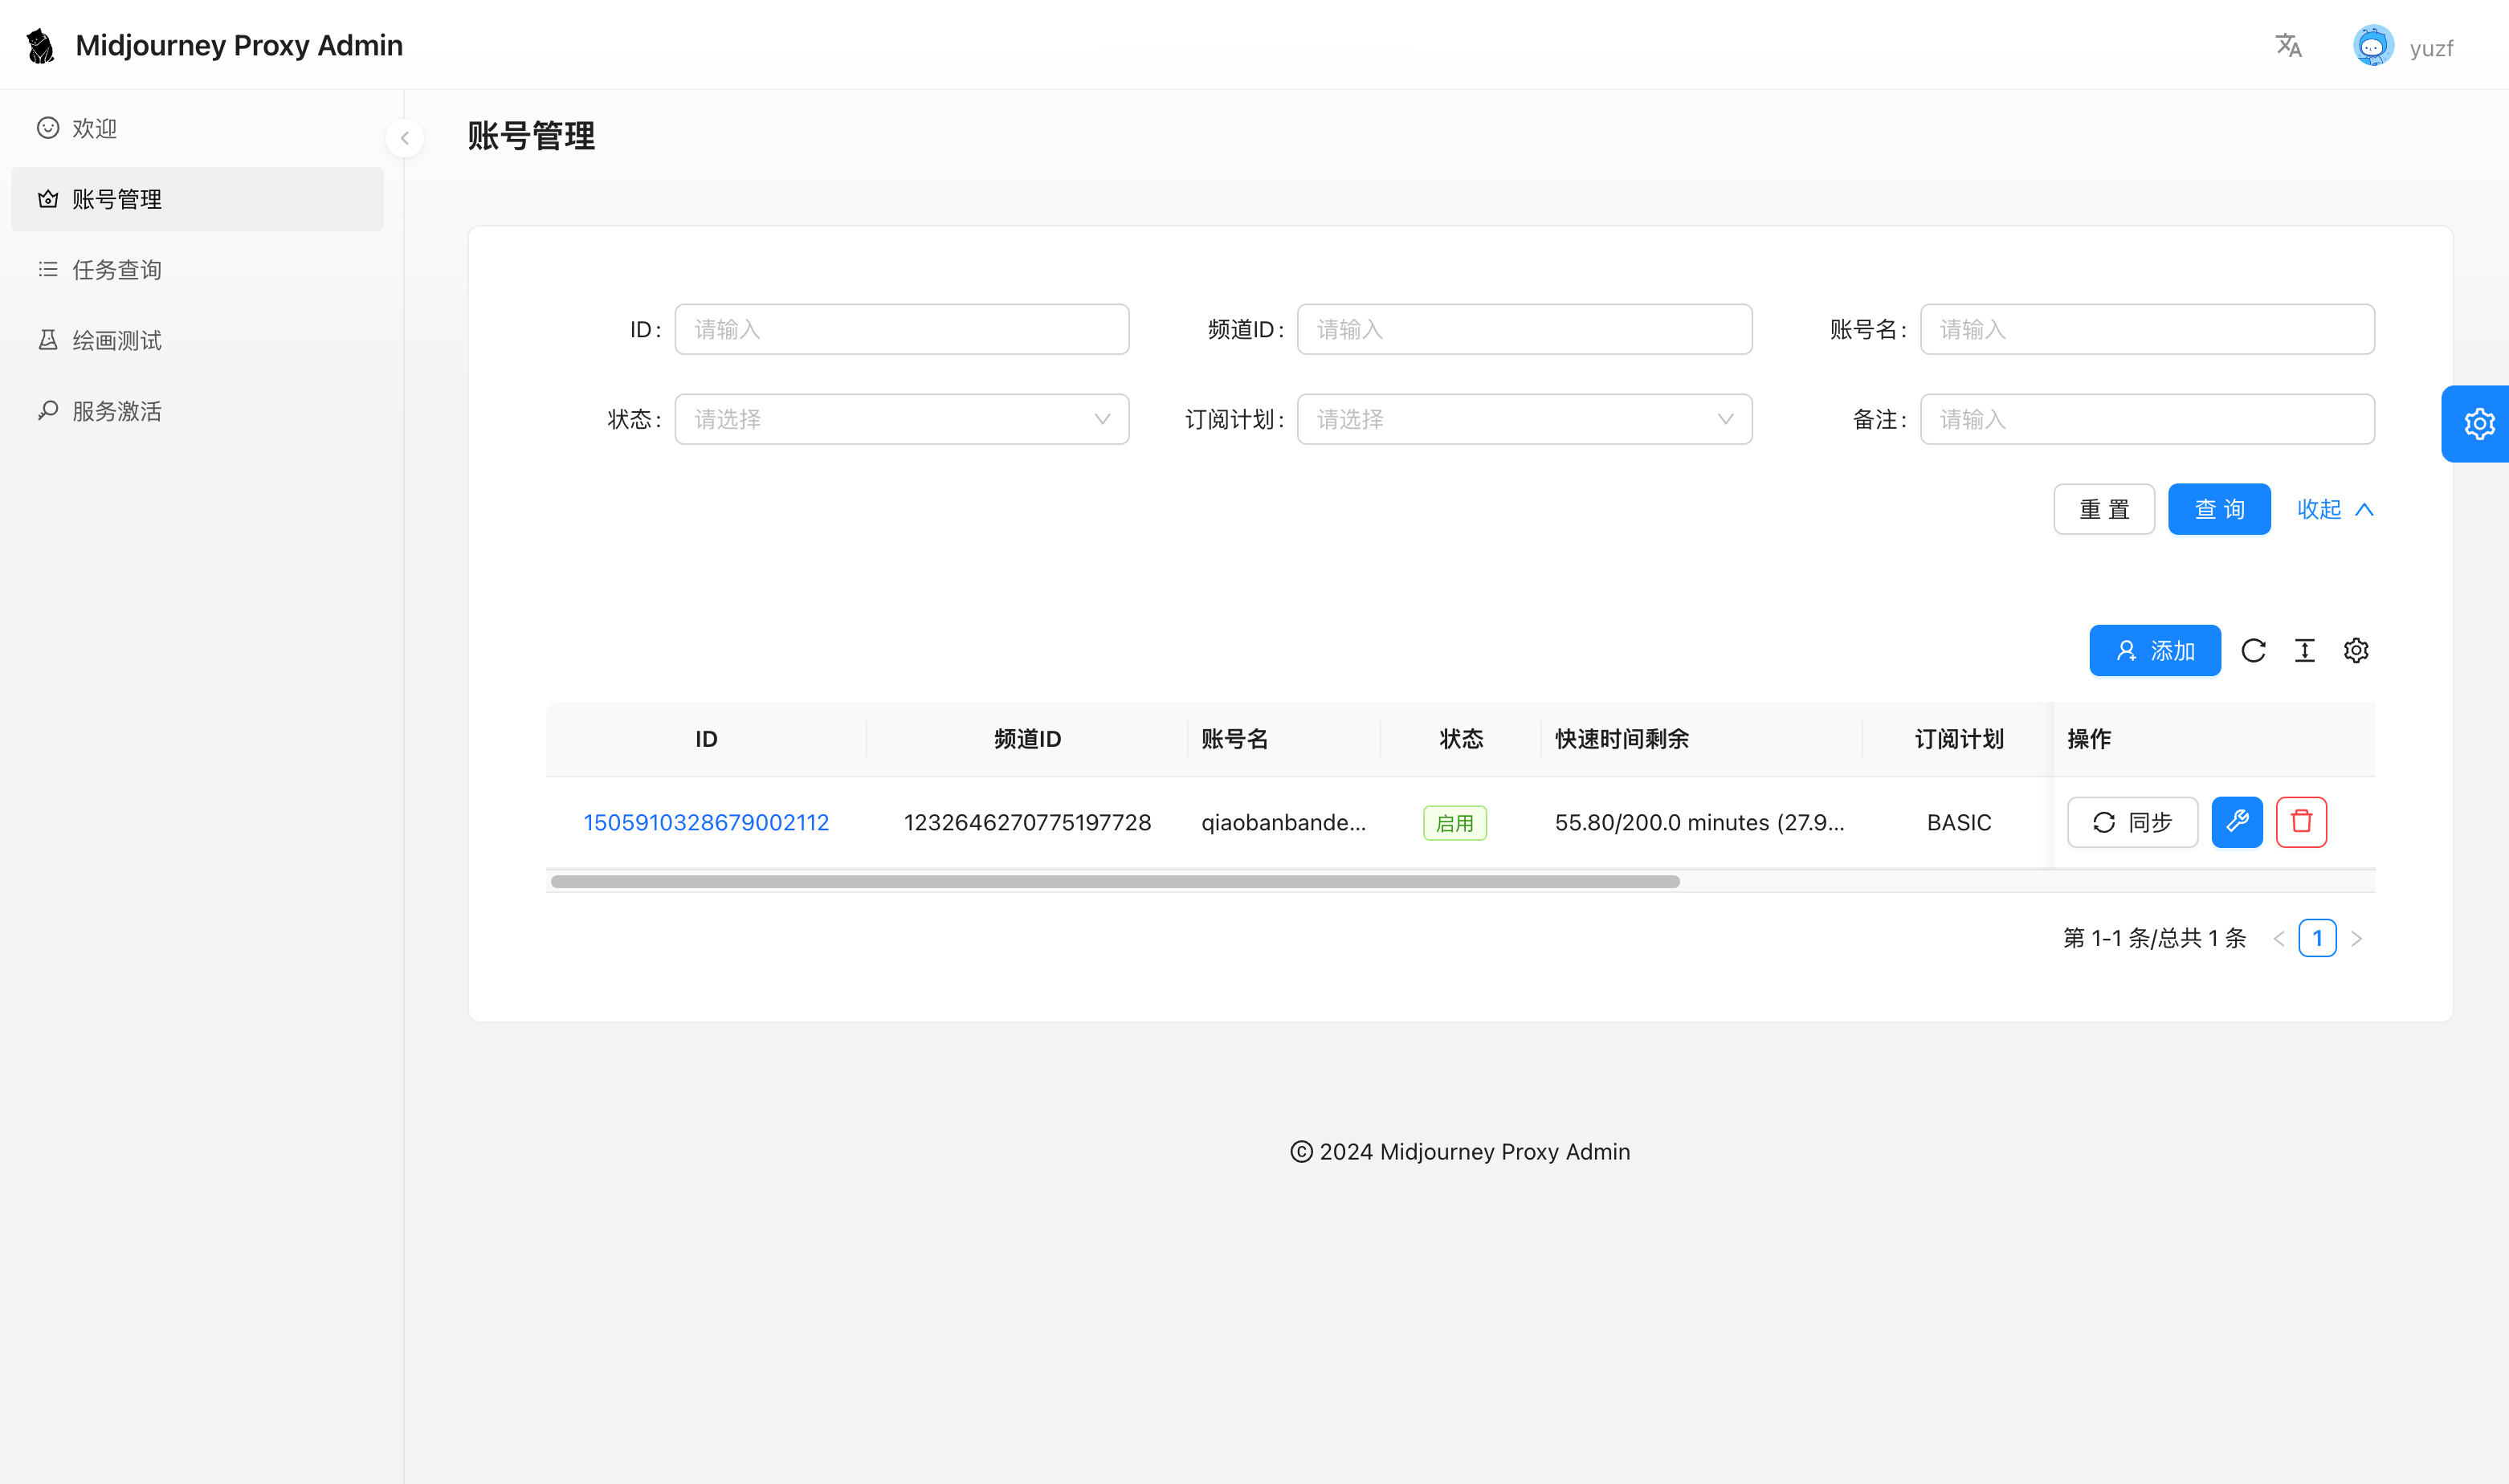 Midjourney Proxy Admin
yuzf
欢迎
账号管理
任务查询
绘画测试
服务激活
账号管理
ID: 请输入 频道ID: 请输入 账号名: 请输入
状态: 请选择 订阅计划: 请选择 备注: 请输入
重 置 查 询 收起
添加
ID 频道ID 账号名 状态 快速时间剩余 订阅计划 操作
1505910328679002112 1232646270775197728 qiaobanbande... 启用 55.80/200.0 minutes (27.9... BASIC 同步
第 1-1 条/总共 1 条 1
© 2024 Midjourney Proxy Admin